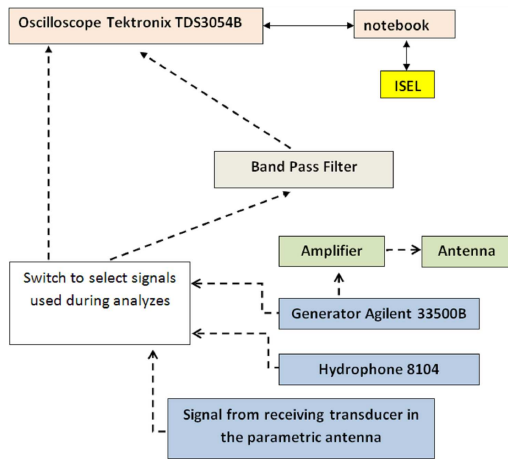 Oscilloscope Tektronix TDS3054B
notebook
ISEL
Band Pass Filter
Amplifier
Antenna
Switch to select signals
used during analyzes
Generator Agilent 33500B
Hydrophone 8104
Signal from receiving transducer in
the parametric antenna